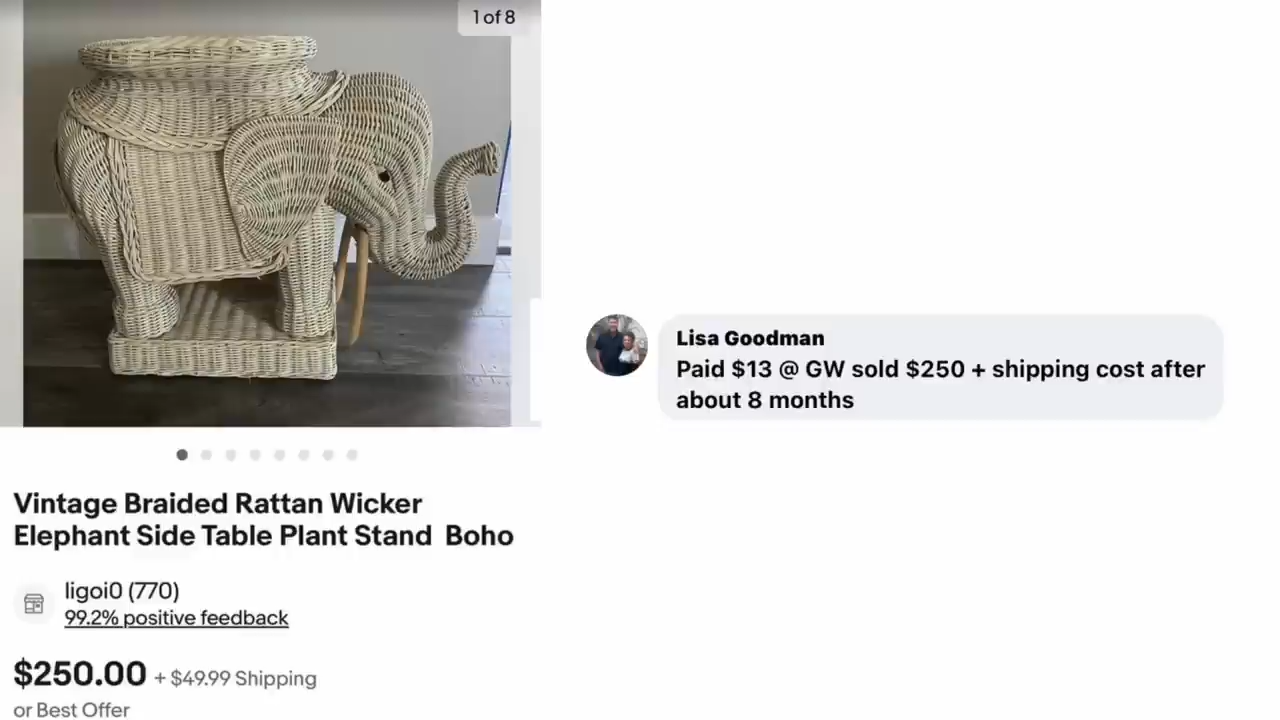 1 of 8
Lisa Goodman
Paid $13 @ GW sold $250 + shipping cost after
about 8 months
Vintage Braided Rattan Wicker
Elephant Side Table Plant Stand Boho
ligoi0 (770)
99.2% positive feedback
$250.00 + $49.99 Shipping
or Best Offer